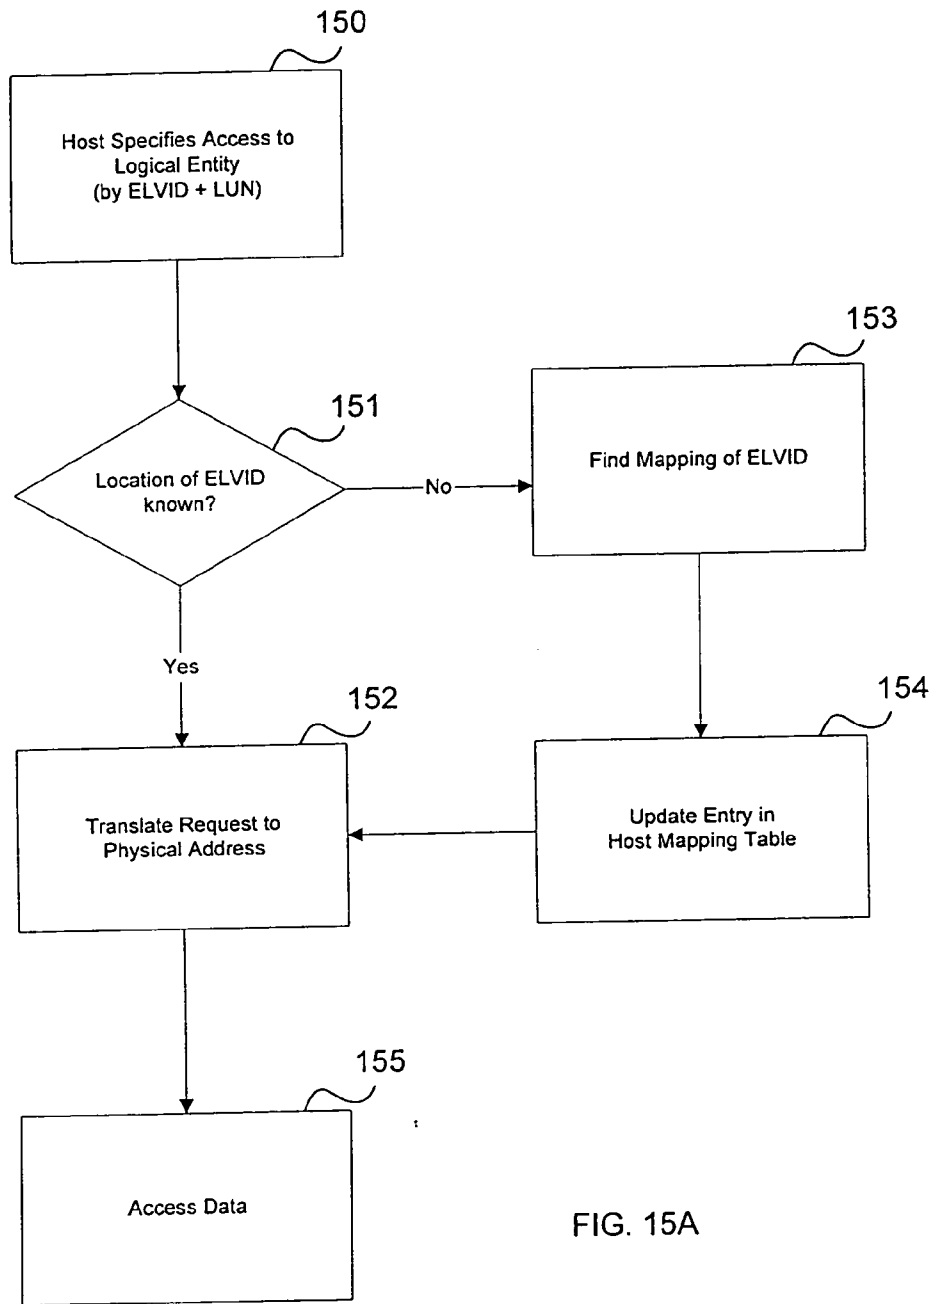 150
Host Specifies Access to
Logical Entity
(by ELVID + LUN)
151
Location of ELVID
known?
No
153
Find Mapping of ELVID
Yes
152
Translate Request to
Physical Address
154
Update Entry in
Host Mapping Table
155
Access Data
FIG. 15A